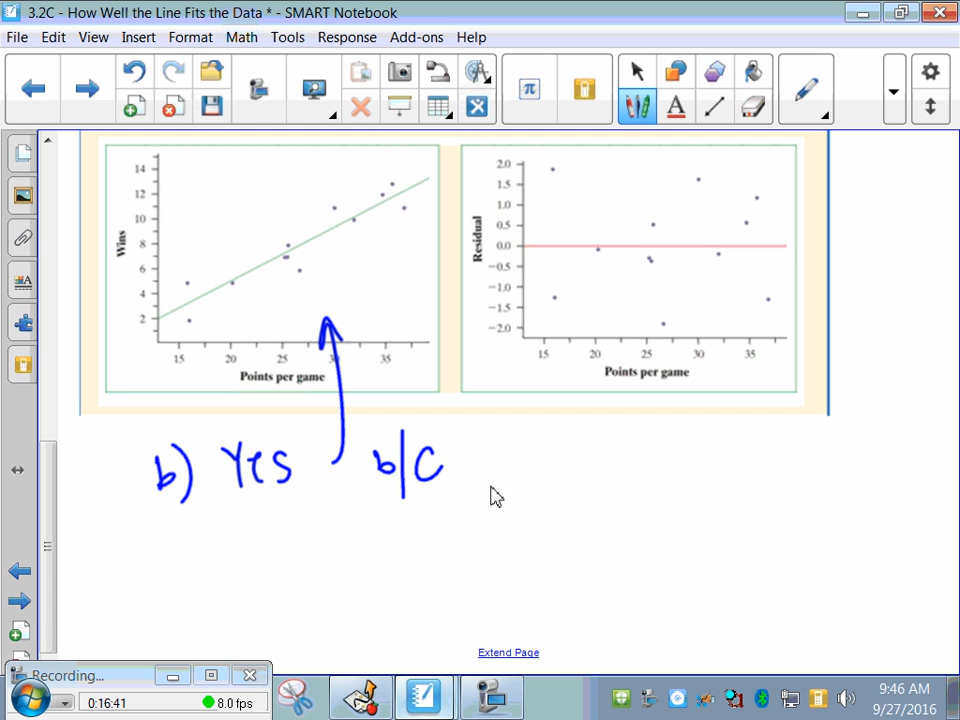 3.2C - How Well the Line Fits the Data * - SMART Notebook
File Edit View Insert Format Math Tools Response Add-ons Help
π A
14
12
10
8
6
4
2
Wins
15 20 25 30 35
Points per game
2.0
1.5
1.0
0.5
0.0
−0.5
−1.0
−1.5
−2.0
Residual
15 20 25 30 35
Points per game
b) Yes b/c
Extend Page
Recording...
0:16:41 8.0 fps
9:46 AM
9/27/2016